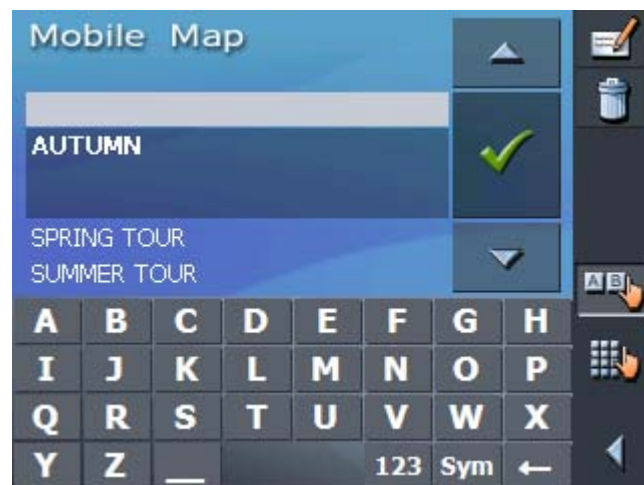 Mobile Map
AUTUMN
SPRING TOUR
SUMMER TOUR
A B
A B C D E F G H
I J K L M N O P
Q R S T U V W X
Y Z _ 123 Sym ←